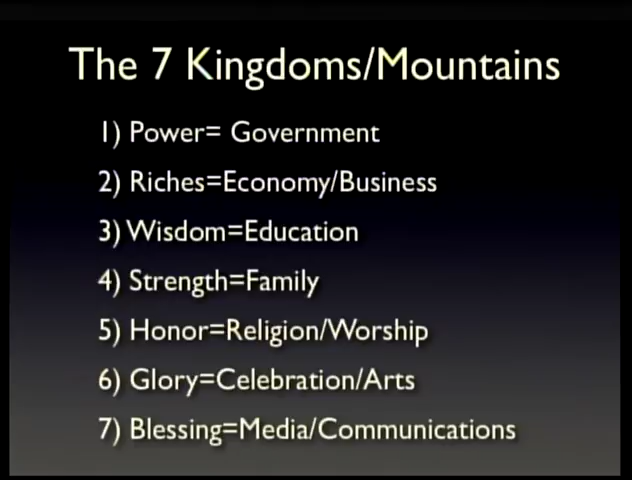 The 7 Kingdoms/Mountains
1) Power= Government
2) Riches=Economy/Business
3) Wisdom=Education
4) Strength=Family
5) Honor=Religion/Worship
6) Glory=Celebration/Arts
7) Blessing=Media/Communications